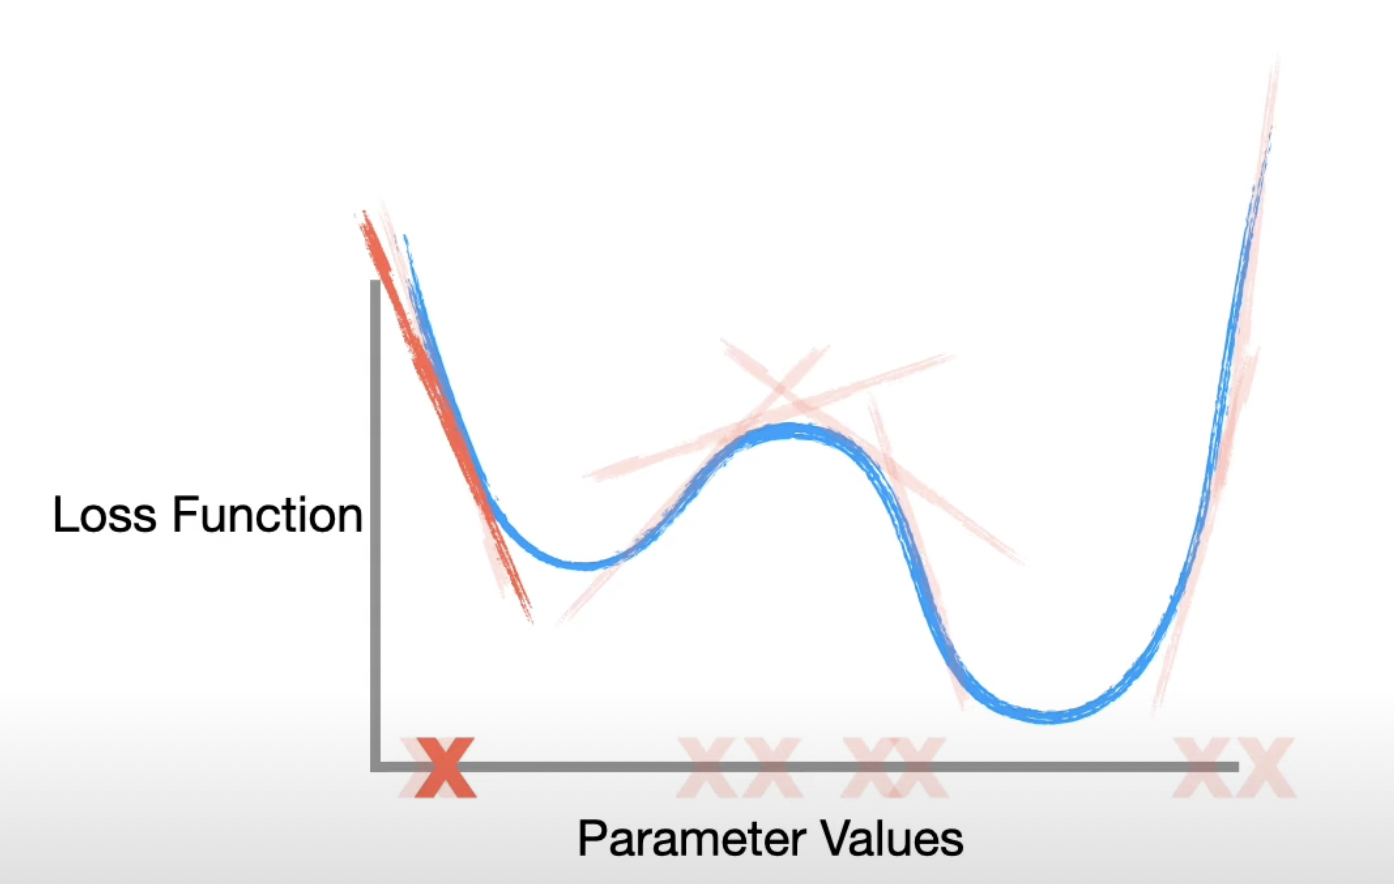 Loss Function
X X X X X X X X
Parameter Values